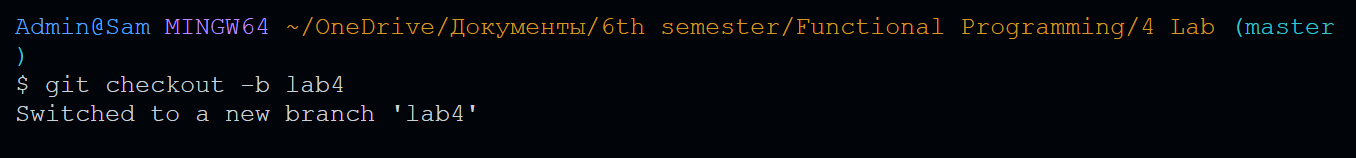 Admin@Sam MINGW64 ~/OneDrive/Документы/6th semester/Functional Programming/4 Lab (master
)
$ git checkout -b lab4
Switched to a new branch 'lab4'